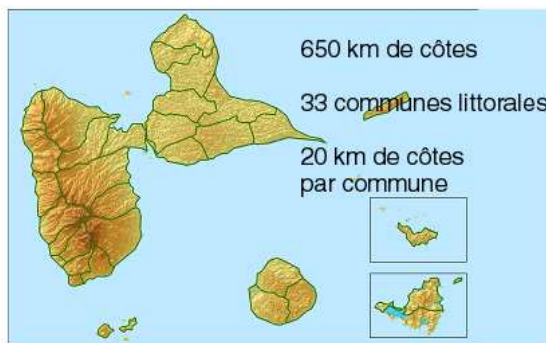 650 km de côtes
33 communes littorales
20 km de côtes
par commune